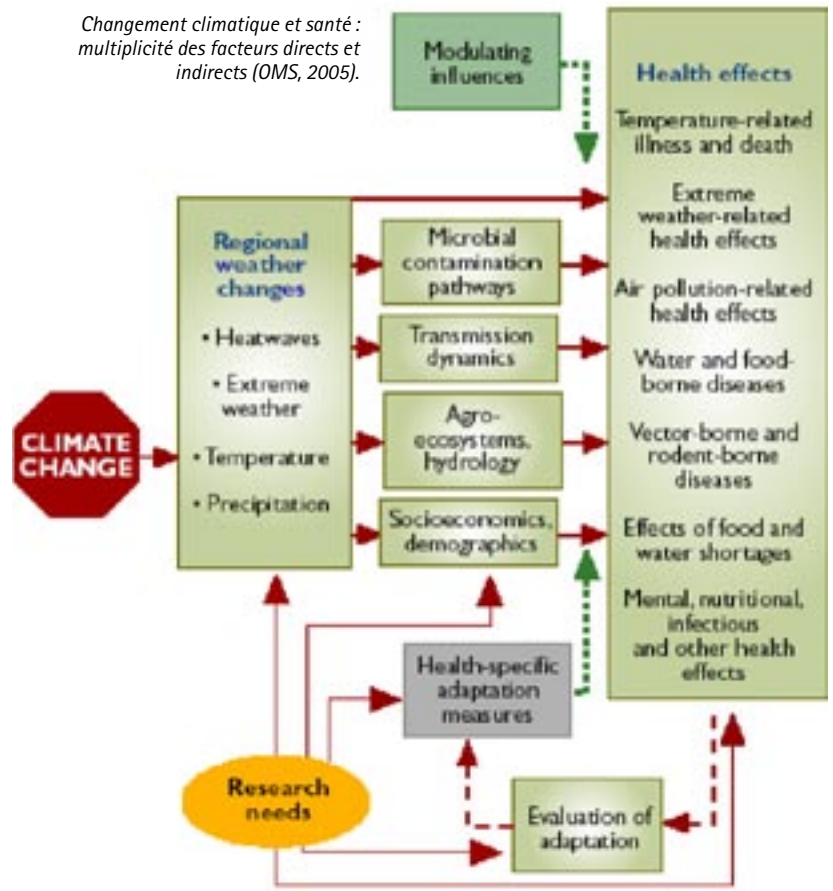 Changement climatique et santé :
multiplicité des facteurs directs et
indirects (OMS, 2005).
Modulating
influences
Health effects
Temperature-related
illness and death
Extreme
weather-related
health effects
Air pollution-related
health effects
Water and food-
borne diseases
Vector-borne and
rodent-borne
diseases
Effects of food and
water shortages
Mental, nutritional,
infectious
and other health
effects
Regional
weather
changes
• Heatwaves
• Extreme
weather
• Temperature
• Precipitation
Microbial
contamination
pathways
Transmission
dynamics
Agro-
ecosystems,
hydrology
Socioeconomics,
demographics
CLIMATE
CHANGE
Health-specific
adaptation
measures
Research
needs
Evaluation of
adaptation